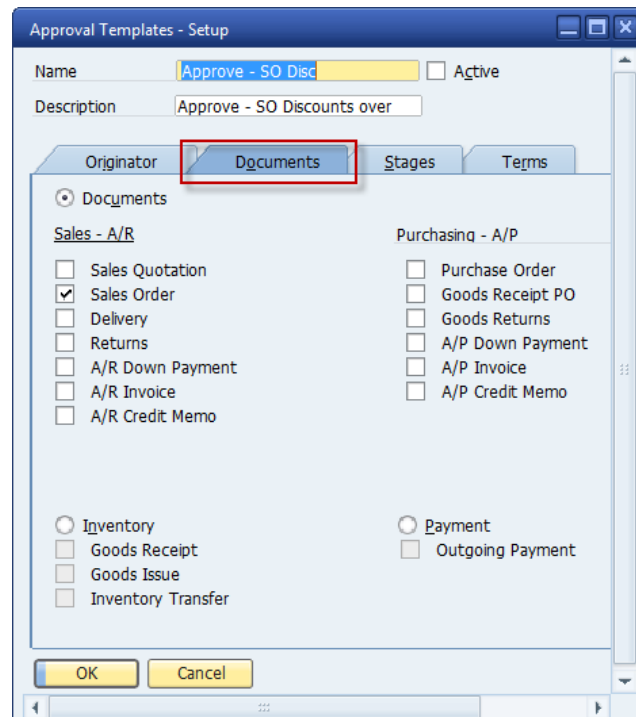 Approval Templates - Setup
Name Approve - SO Disc Active
Description Approve - SO Discounts over
Originator Documents Stages Terms
Documents
Sales - A/R Purchasing - A/P
Sales Quotation Purchase Order
Sales Order Goods Receipt PO
Delivery Goods Returns
Returns A/P Down Payment
A/R Down Payment A/P Invoice
A/R Invoice A/P Credit Memo
A/R Credit Memo
Inventory Payment
Goods Receipt Outgoing Payment
Goods Issue
Inventory Transfer
OK Cancel